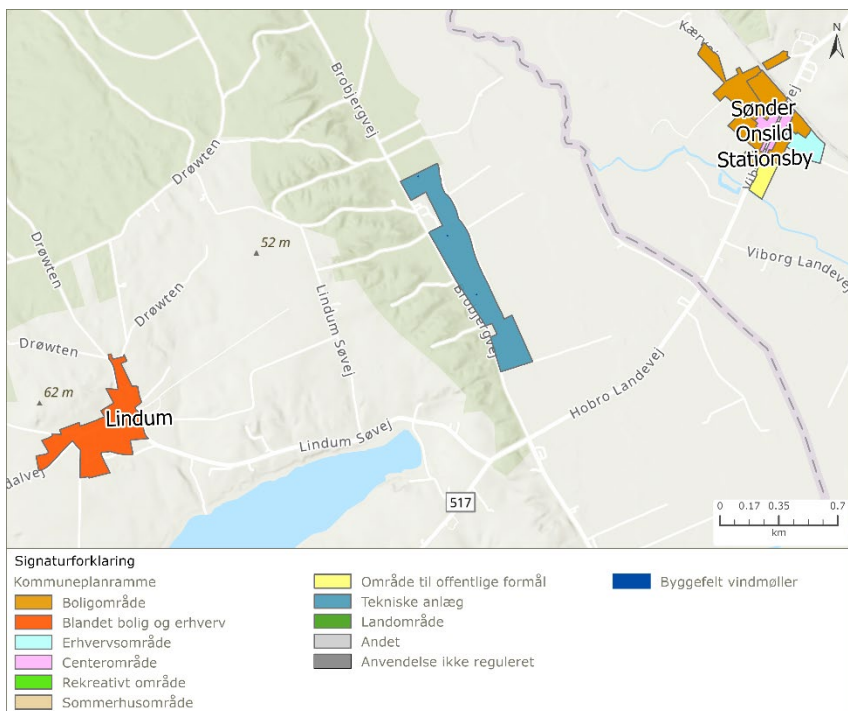 Kærvej
N
Sønder
Onsild
Stationsby
Brobjergvej
Drøwten
52 m
Drøwten
Lindum Søvej
Drøwten
Brobjergvej
Viborg Landevej
Drøwten
62 m
Lindum
Hobro Landevej
Lindum Søvej
dalvej
517
0 0.17 0.35 0.7
km
Signaturforklaring
Kommuneplanramme
Boligområde
Blandet bolig og erhverv
Erhvervsområde
Centerområde
Rekreativt område
Sommerhusområde
Område til offentlige formål
Tekniske anlæg
Landområde
Andet
Anvendelse ikke reguleret
Byggefelt vindmøller